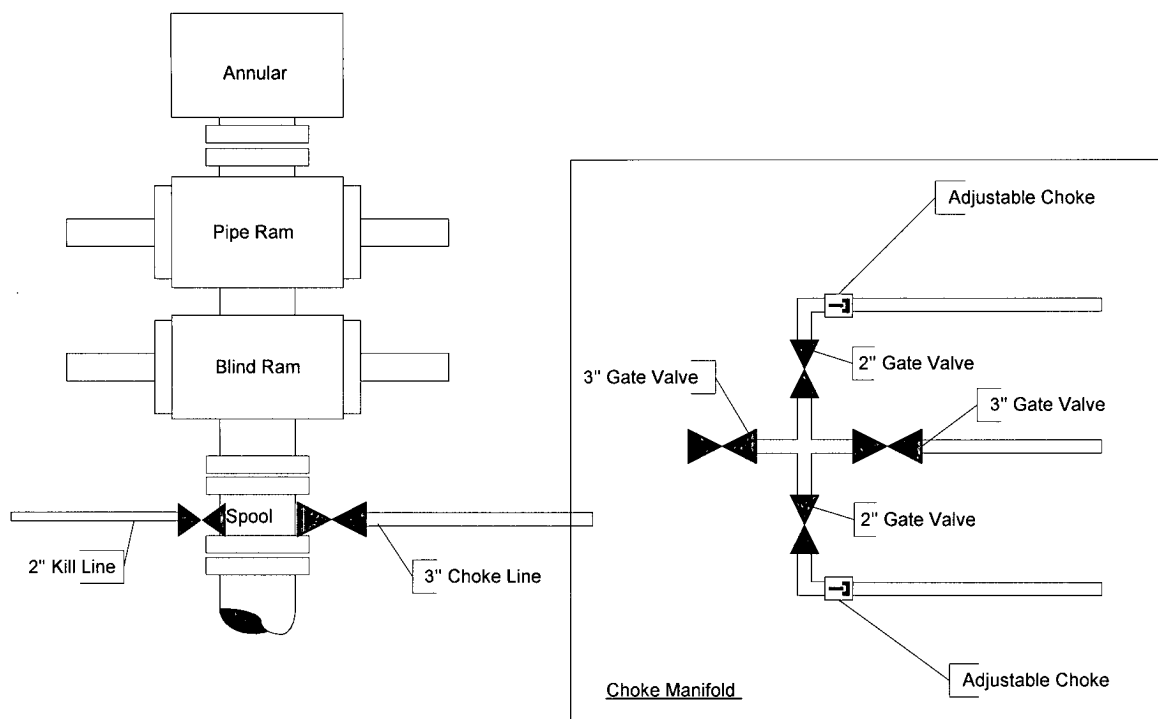 Annular
Pipe Ram
Blind Ram
Spool
2" Kill Line
3" Choke Line
Adjustable Choke
2" Gate Valve
3" Gate Valve
3" Gate Valve
2" Gate Valve
Adjustable Choke
Choke Manifold